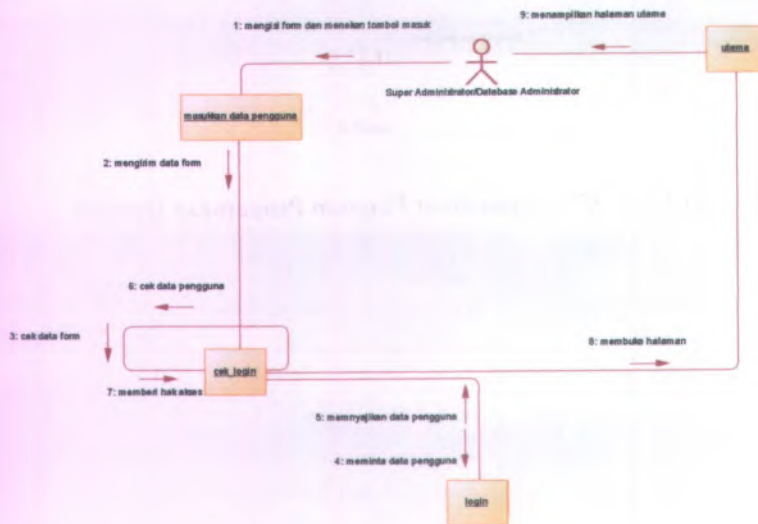 9: menampilkan halaman utama
1: mengisi form dan menekan tombol masuk
utama
Super Administrator/Database Administrator
masukkan data pengguna
2: mengirim data form
6: cek data pengguna
3: cek data form
8: membuka halaman
cek_login
7: memberi hak akses
5: memnyajikan data pengguna
4: meminta data pengguna
login